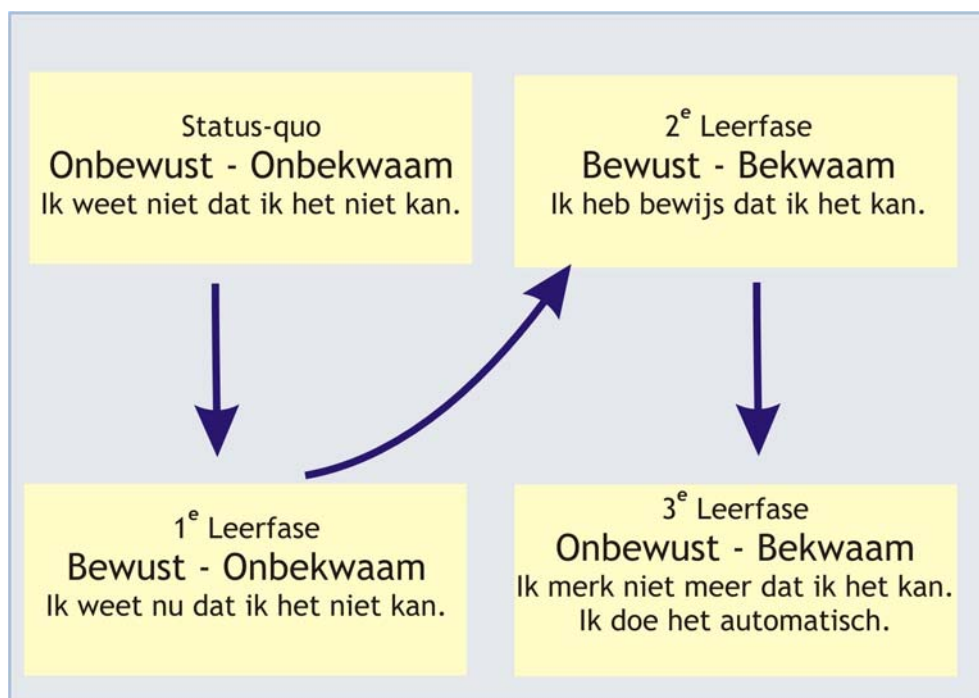 Status-quo
Onbewust - Onbekwaam
Ik weet niet dat ik het niet kan.
1e Leerfase
Bewust - Onbekwaam
Ik weet nu dat ik het niet kan.
2e Leerfase
Bewust - Bekwaam
Ik heb bewijs dat ik het kan.
3e Leerfase
Onbewust - Bekwaam
Ik merk niet meer dat ik het kan.
Ik doe het automatisch.